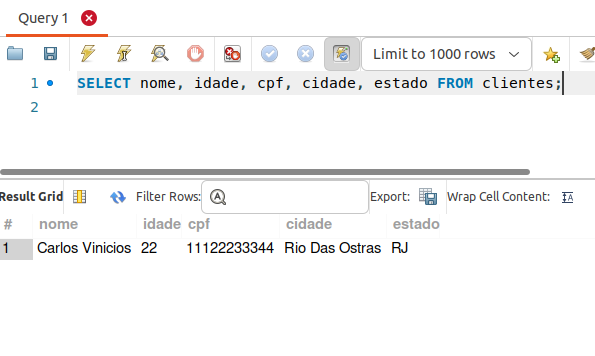 Query 1
Limit to 1000 rows
1 SELECT nome, idade, cpf, cidade, estado FROM clientes;
2
Result Grid Filter Rows: Export: Wrap Cell Content:
# nome idade cpf cidade estado
1 Carlos Vinicios 22 11122233344 Rio Das Ostras RJ